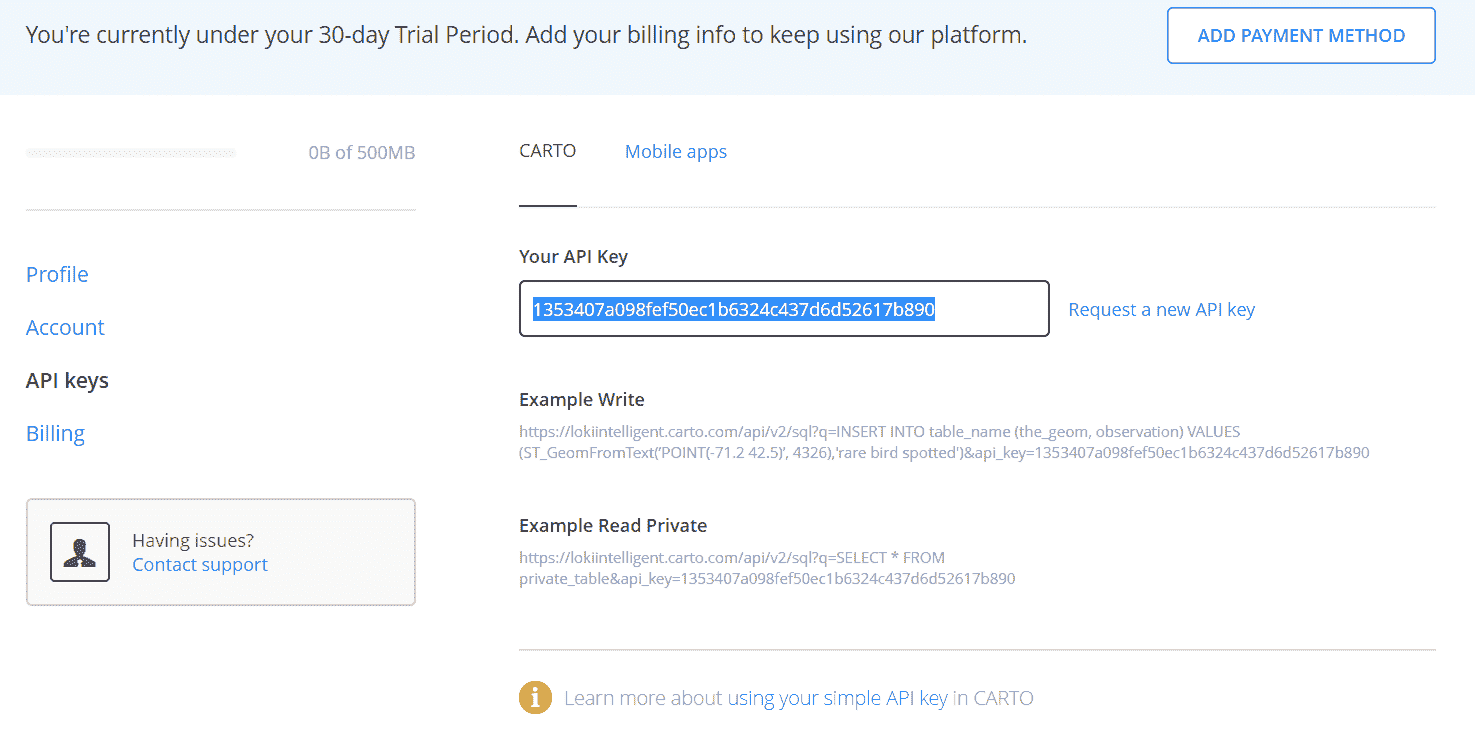 You're currently under your 30-day Trial Period. Add your billing info to keep using our platform.
ADD PAYMENT METHOD
0B of 500MB
Profile
Account
API keys
Billing
Having issues?
Contact support
CARTO
Mobile apps
Your API Key
1353407a098fef50ec1b6324c437d6d52617b890
Request a new API key
Example Write
https://lokiintelligent.carto.com/api/v2/sql?q=INSERT INTO table_name (the_geom, observation) VALUES
(ST_GeomFromText('POINT(-71.2 42.5)', 4326),'rare bird spotted')&api_key=1353407a098fef50ec1b6324c437d6d52617b890
Example Read Private
https://lokiintelligent.carto.com/api/v2/sql?q=SELECT * FROM
private_table&api_key=1353407a098fef50ec1b6324c437d6d52617b890
Learn more about using your simple API key in CARTO